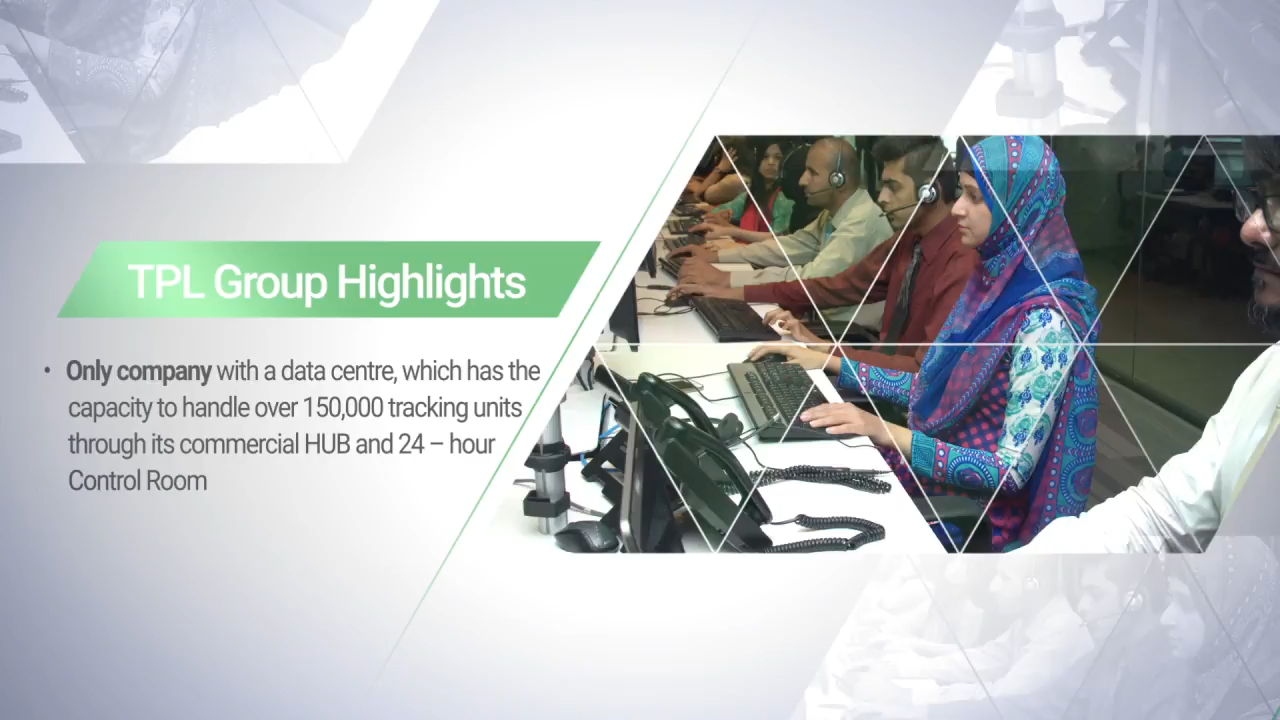 TPL Group Highlights
• Only company with a data centre, which has the
capacity to handle over 150,000 tracking units
through its commercial HUB and 24 – hour
Control Room